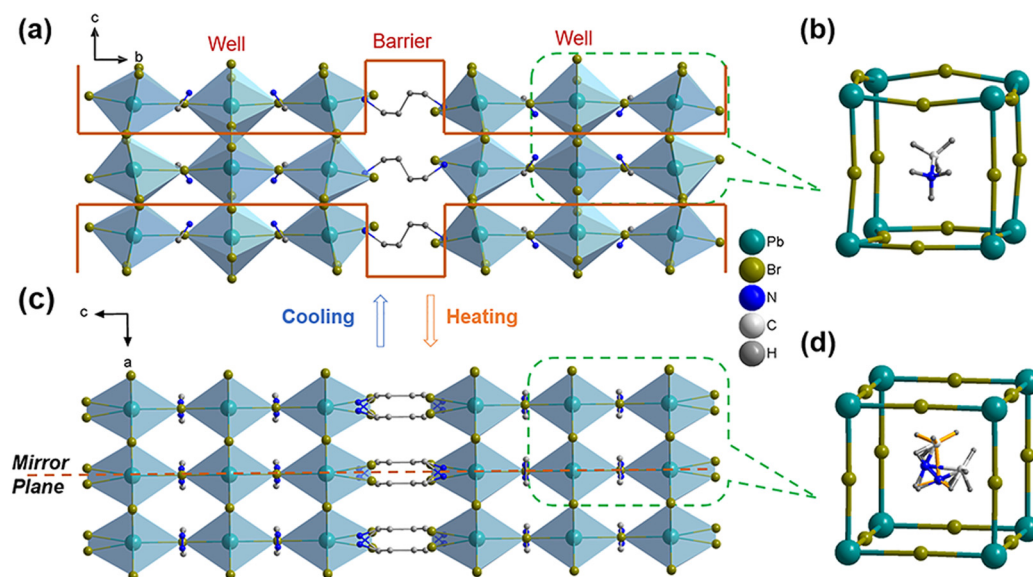 (a)
c
b
Well
Barrier
Well
(b)
Pb
Br
N
C
H
Cooling
Heating
(c)
c
a
Mirror
Plane
(d)